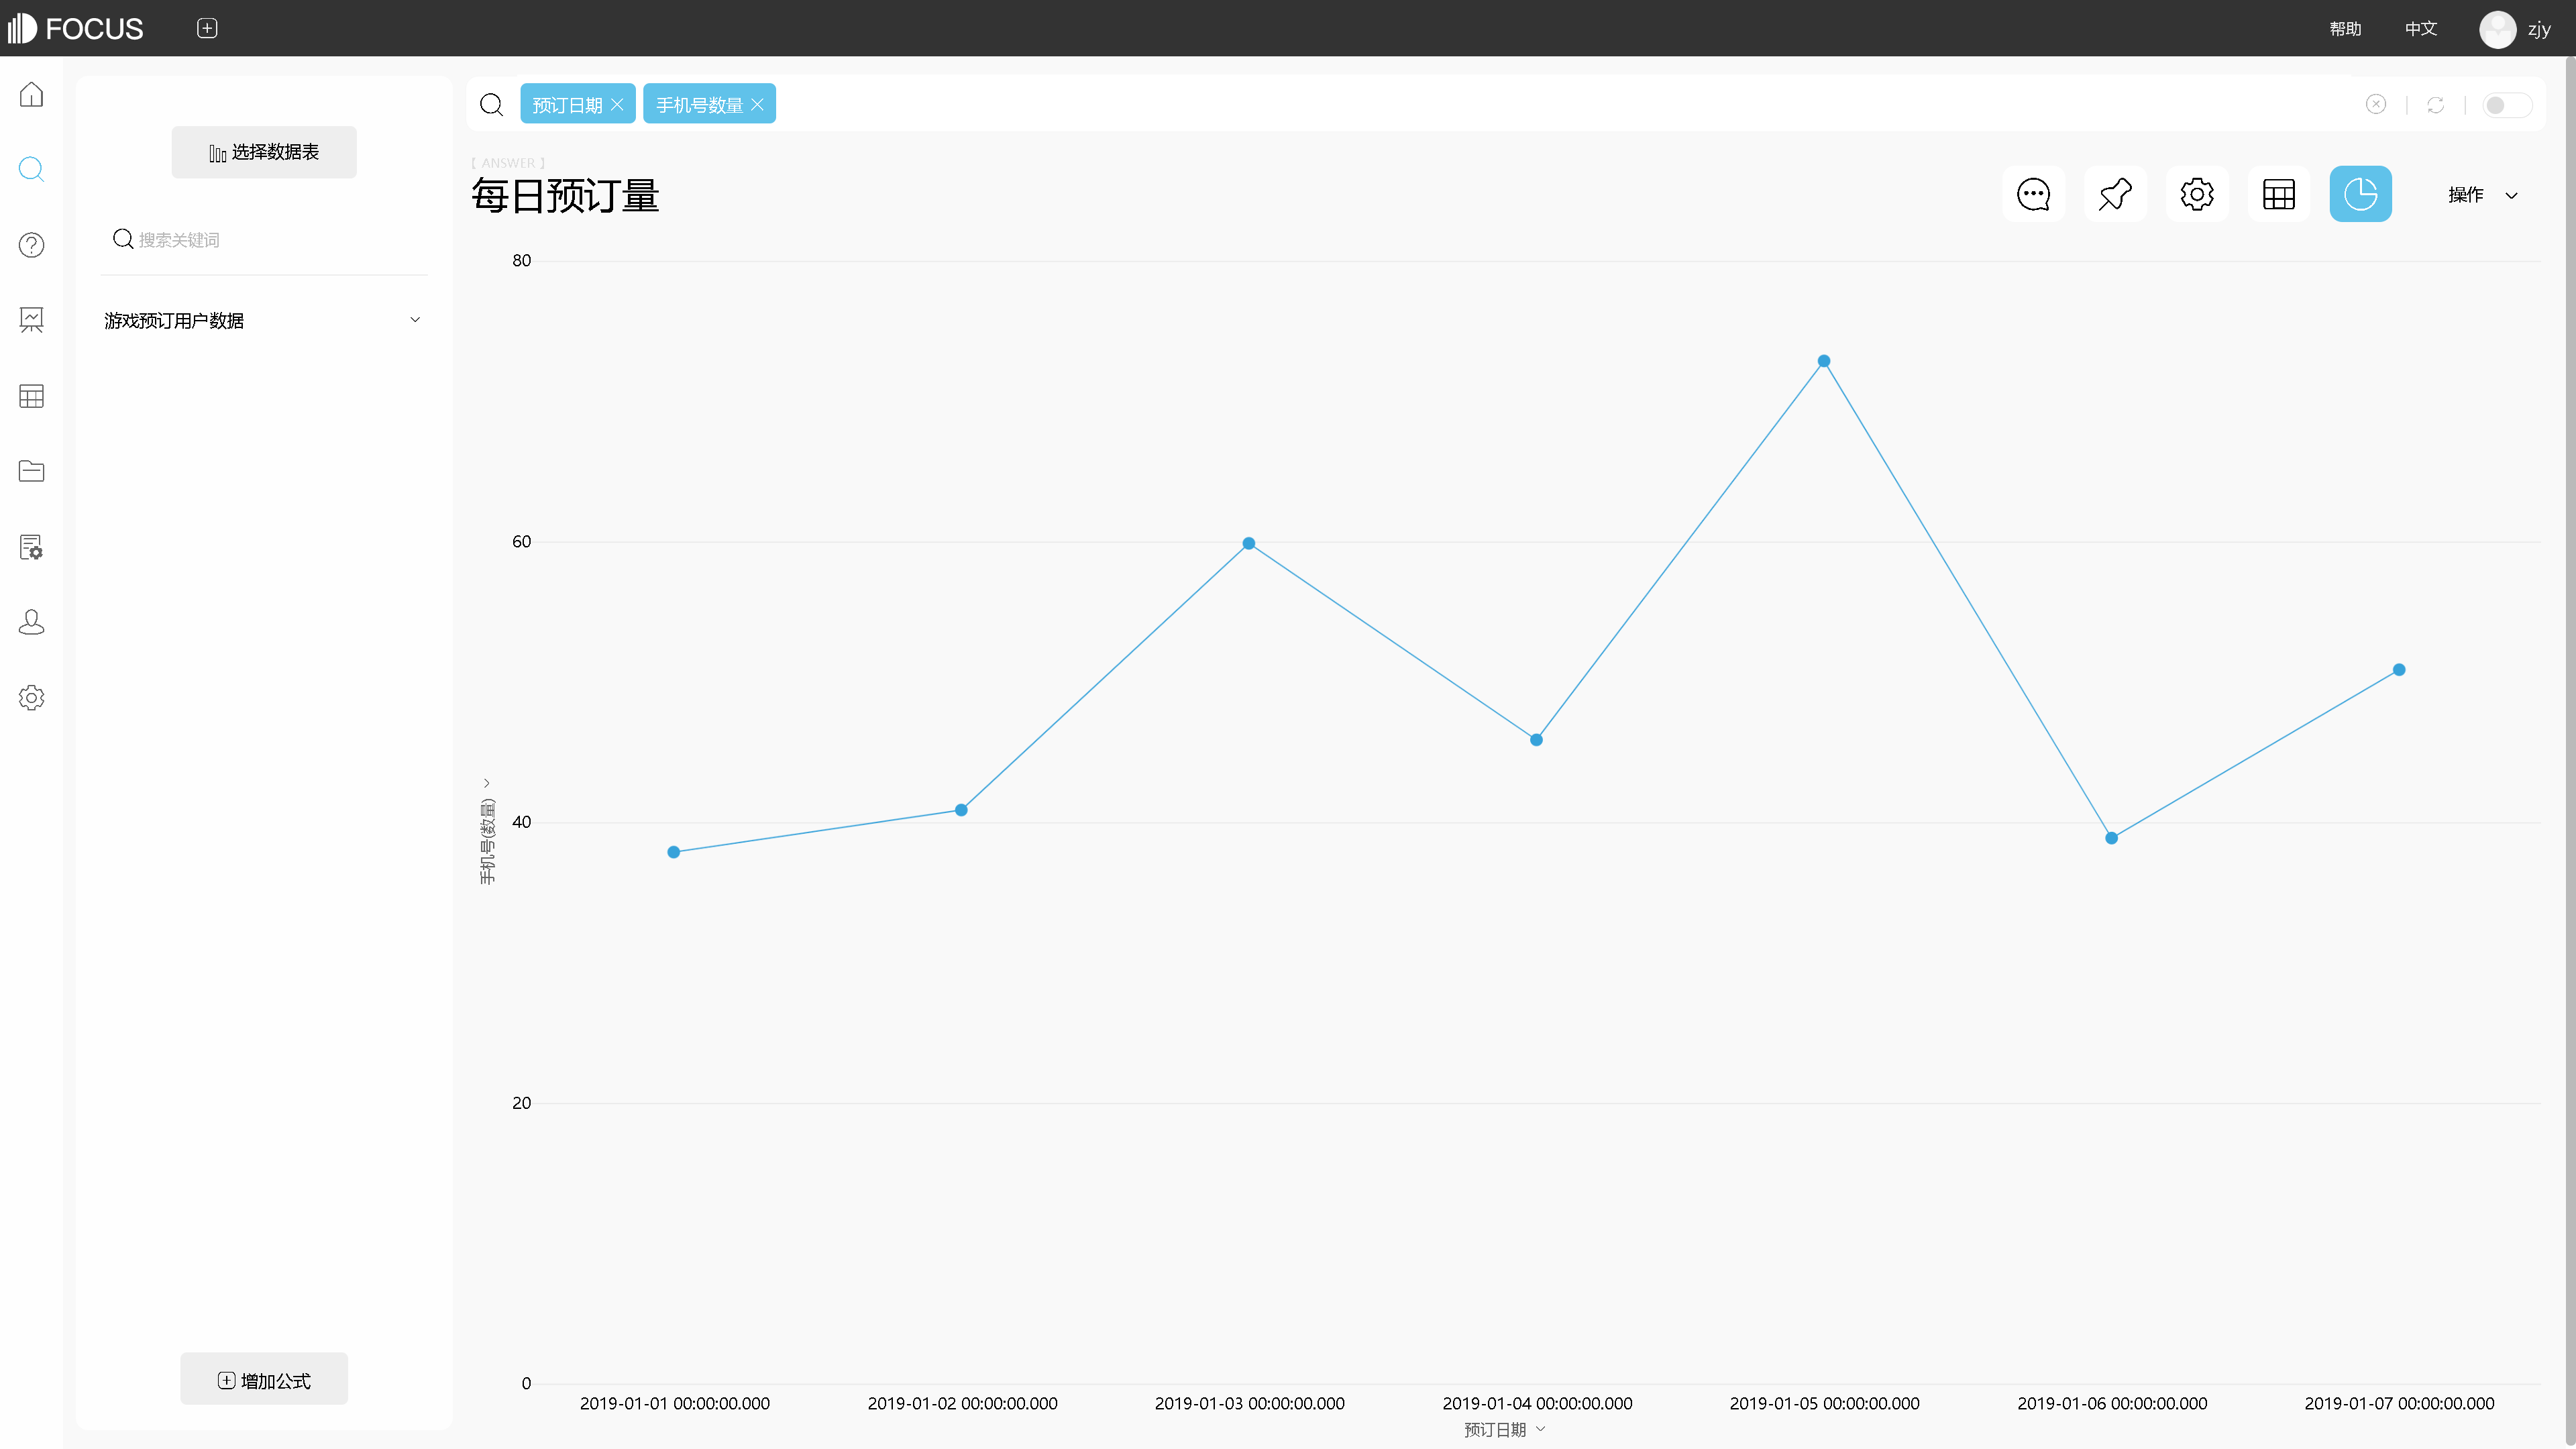 FOCUS
帮助
中文
zjy
选择数据表
搜索关键词
游戏预订用户数据
增加公式
预订日期
手机号数量
【 ANSWER 】
每日预订量
操作
80
60
40
20
0
手机号(数量)
2019-01-01 00:00:00.000
2019-01-02 00:00:00.000
2019-01-03 00:00:00.000
2019-01-04 00:00:00.000
2019-01-05 00:00:00.000
2019-01-06 00:00:00.000
2019-01-07 00:00:00.000
预订日期